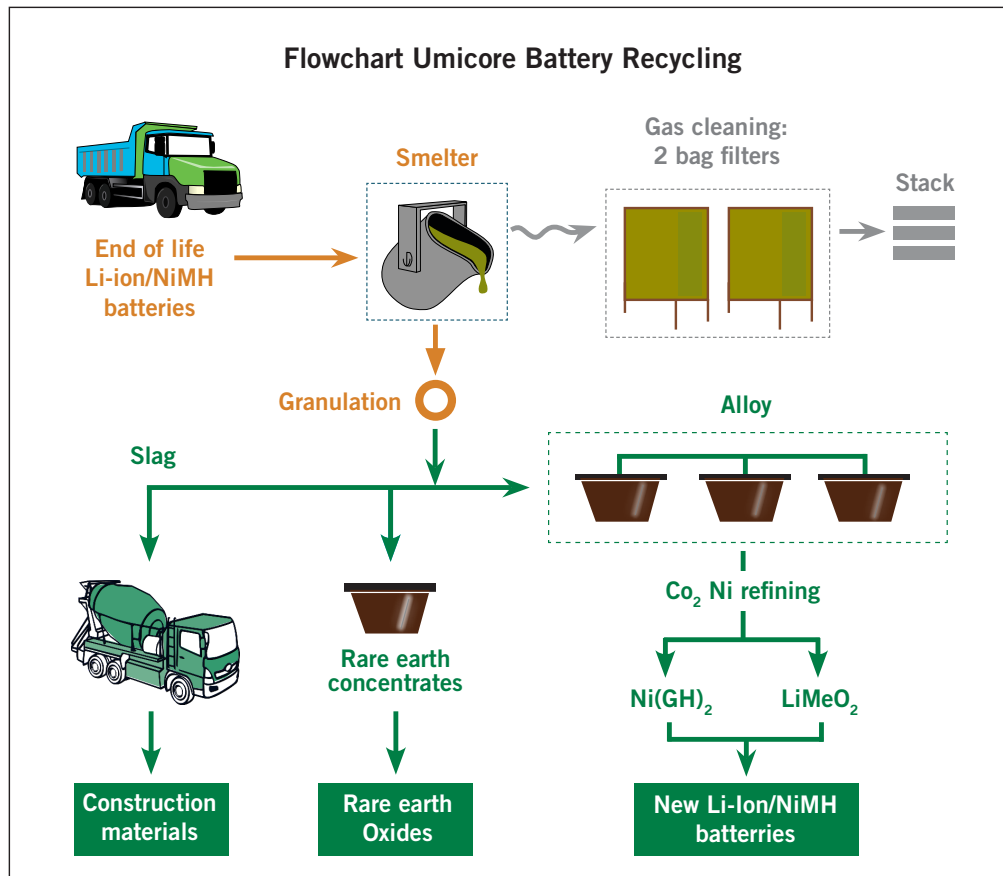 Flowchart Umicore Battery Recycling
Gas cleaning:
2 bag filters
Smelter
Stack
End of life
Li-ion/NiMH
batteries
Granulation
Alloy
Slag
Co₂ Ni refining
Rare earth
concentrates
Ni(GH)₂
LiMeO₂
Construction
materials
Rare earth
Oxides
New Li-Ion/NiMH
batterries